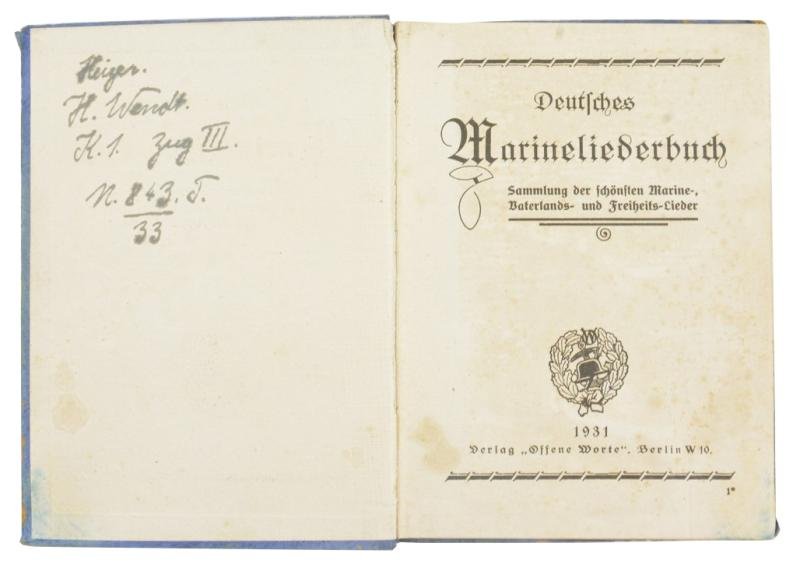 Heizer.
H. Wendt.
K. 1. Zug III.
N. 843. T.
33
Deutsches
Marineliederbuch
Sammlung der schönsten Marine-,
Vaterlands- und Freiheits-Lieder
W
1931
Verlag „Offene Worte“, Berlin W 10.
1*